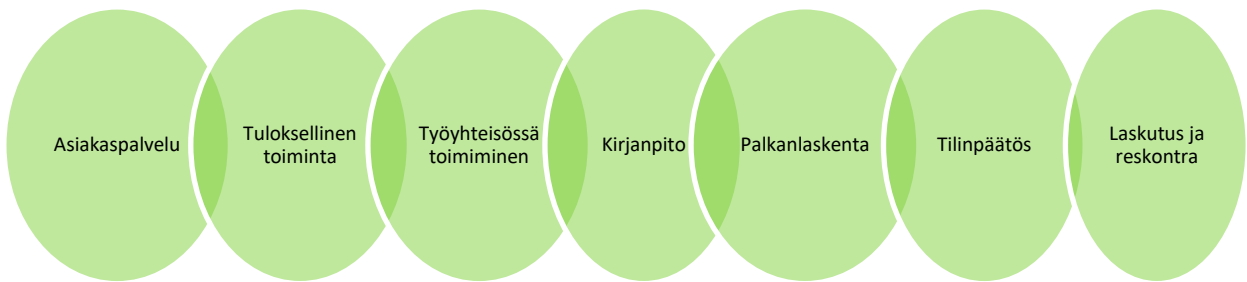 Asiakaspalvelu
Tuloksellinen
toiminta
Työyhteisössä
toimiminen
Kirjanpito
Palkanlaskenta
Tilinpäätös
Laskutus ja
reskontra